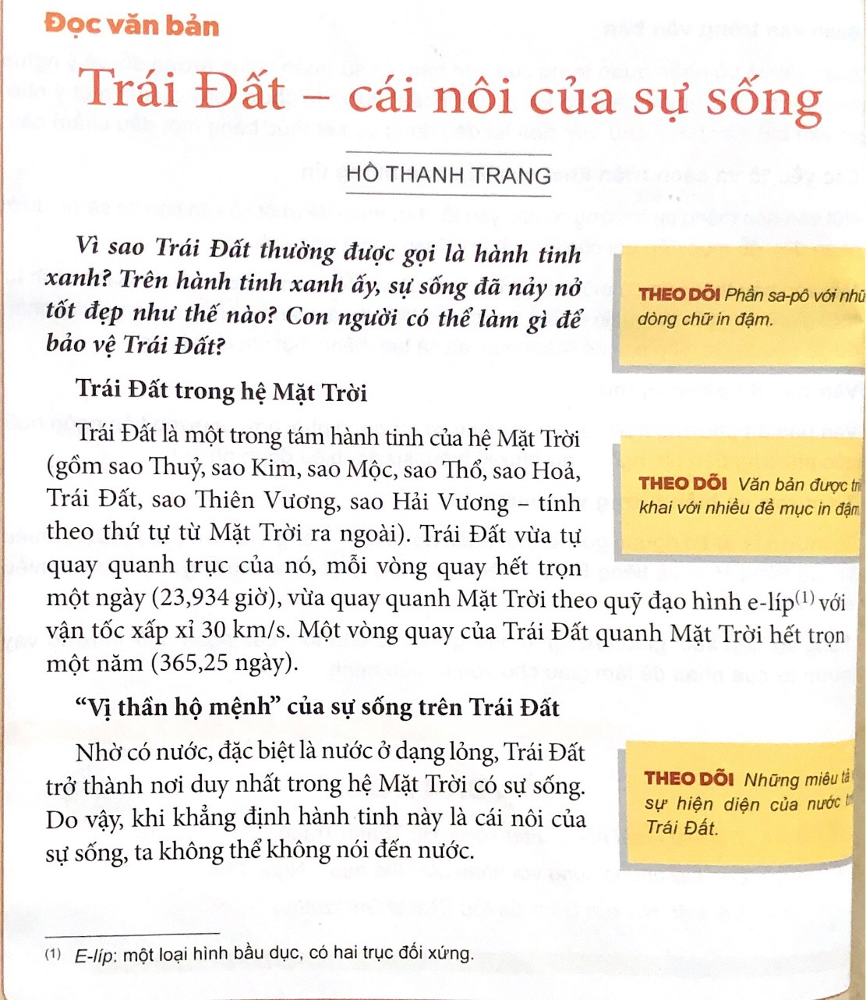 Đọc văn bản
Trái Đất – cái nôi của sự sống
HỒ THANH TRANG
Vì sao Trái Đất thường được gọi là hành tinh
xanh? Trên hành tinh xanh ấy, sự sống đã nảy nở
tốt đẹp như thế nào? Con người có thể làm gì để
bảo vệ Trái Đất?
THEO DÕI Phần sa-pô với
dòng chữ in đậm.
Trái Đất trong hệ Mặt Trời
Trái Đất là một trong tám hành tinh của hệ Mặt Trời
(gồm sao Thuỷ, sao Kim, sao Mộc, sao Thổ, sao Hoả,
Trái Đất, sao Thiên Vương, sao Hải Vương – tính
theo thứ tự từ Mặt Trời ra ngoài). Trái Đất vừa tự
quay quanh trục của nó, mỗi vòng quay hết trọn
một ngày (23,934 giờ), vừa quay quanh Mặt Trời theo quỹ đạo hình e-líp(1) với
vận tốc xấp xỉ 30 km/s. Một vòng quay của Trái Đất quanh Mặt Trời hết trọn
một năm (365,25 ngày).
THEO DÕI Văn bản được
khai với nhiều đề mục in đậm.
“Vị thần hộ mệnh” của sự sống trên Trái Đất
Nhờ có nước, đặc biệt là nước ở dạng lỏng, Trái Đất
trở thành nơi duy nhất trong hệ Mặt Trời có sự sống.
Do vậy, khi khẳng định hành tinh này là cái nôi của
sự sống, ta không thể không nói đến nước.
THEO DÕI Những miêu tả
sự hiện diện của nước
Trái Đất.
(1) E-líp: một loại hình bầu dục, có hai trục đối xứng.